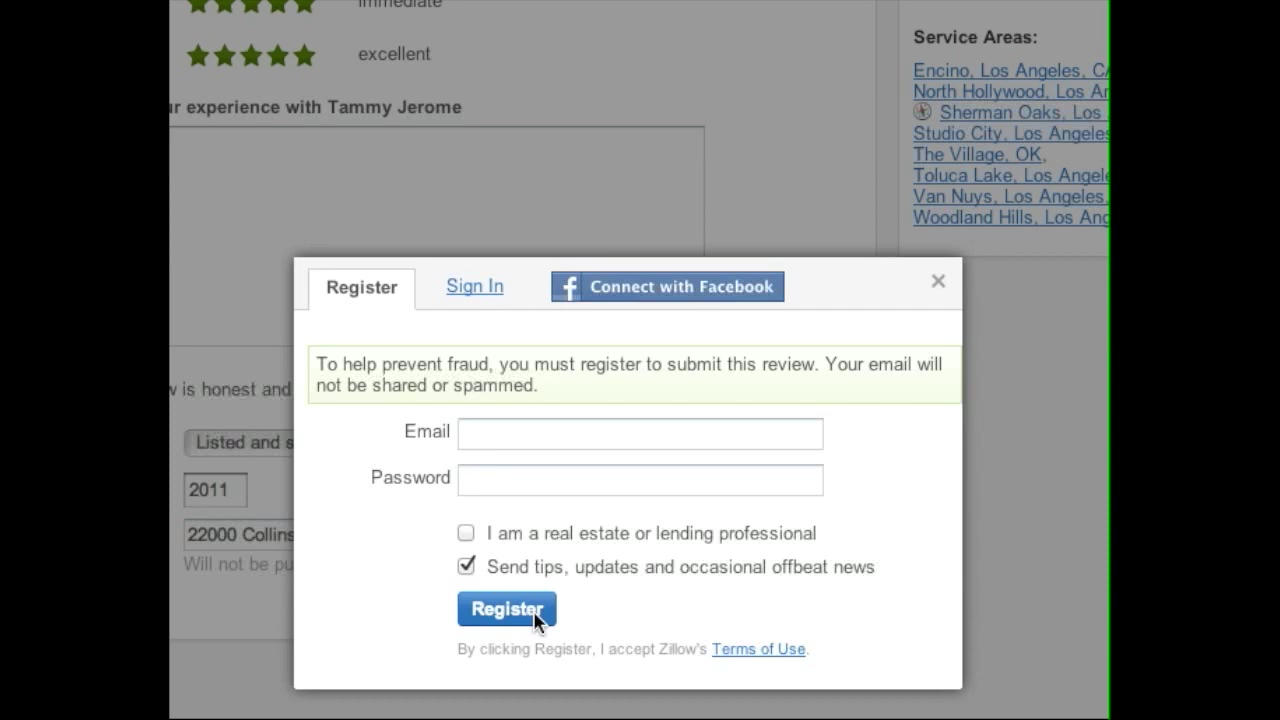 immediate
excellent
ur experience with Tammy Jerome
Service Areas:
Encino, Los Angeles, CA
North Hollywood, Los An
Sherman Oaks, Los
Studio City, Los Angeles
The Village, OK,
Toluca Lake, Los Angele
Van Nuys, Los Angeles,
Woodland Hills, Los Ang
Register
Sign In
f Connect with Facebook
×
To help prevent fraud, you must register to submit this review. Your email will
not be shared or spammed.
w is honest and
Email
Listed and s
Password
2011
22000 Collins
I am a real estate or lending professional
Will not be pu
Send tips, updates and occasional offbeat news
Register
By clicking Register, I accept Zillow's Terms of Use.